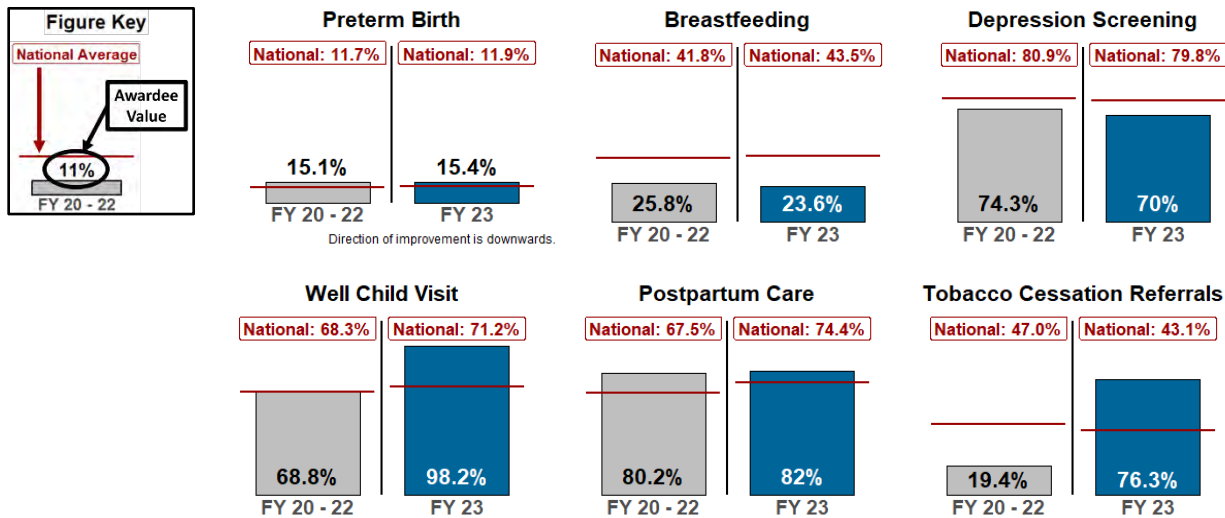 Figure Key
National Average
Awardee
Value
11%
FY 20 - 22
Preterm Birth
National: 11.7%
National: 11.9%
15.1%
15.4%
FY 20 - 22
FY 23
Direction of improvement is downwards.
Breastfeeding
National: 41.8%
National: 43.5%
25.8%
23.6%
FY 20 - 22
FY 23
Depression Screening
National: 80.9%
National: 79.8%
74.3%
70%
FY 20 - 22
FY 23
Well Child Visit
National: 68.3%
National: 71.2%
68.8%
98.2%
FY 20 - 22
FY 23
Postpartum Care
National: 67.5%
National: 74.4%
80.2%
82%
FY 20 - 22
FY 23
Tobacco Cessation Referrals
National: 47.0%
National: 43.1%
19.4%
76.3%
FY 20 - 22
FY 23